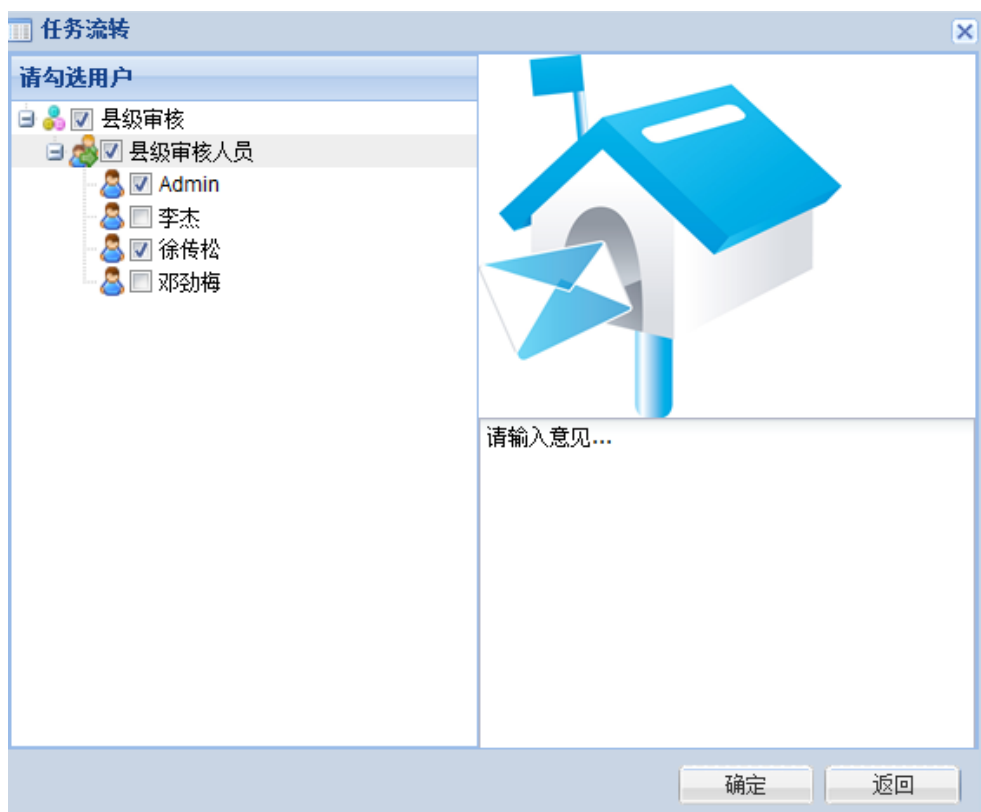 任务流转
请勾选用户
县级审核
县级审核人员
Admin
李杰
徐传松
邓劲梅
请输入意见...
确定
返回